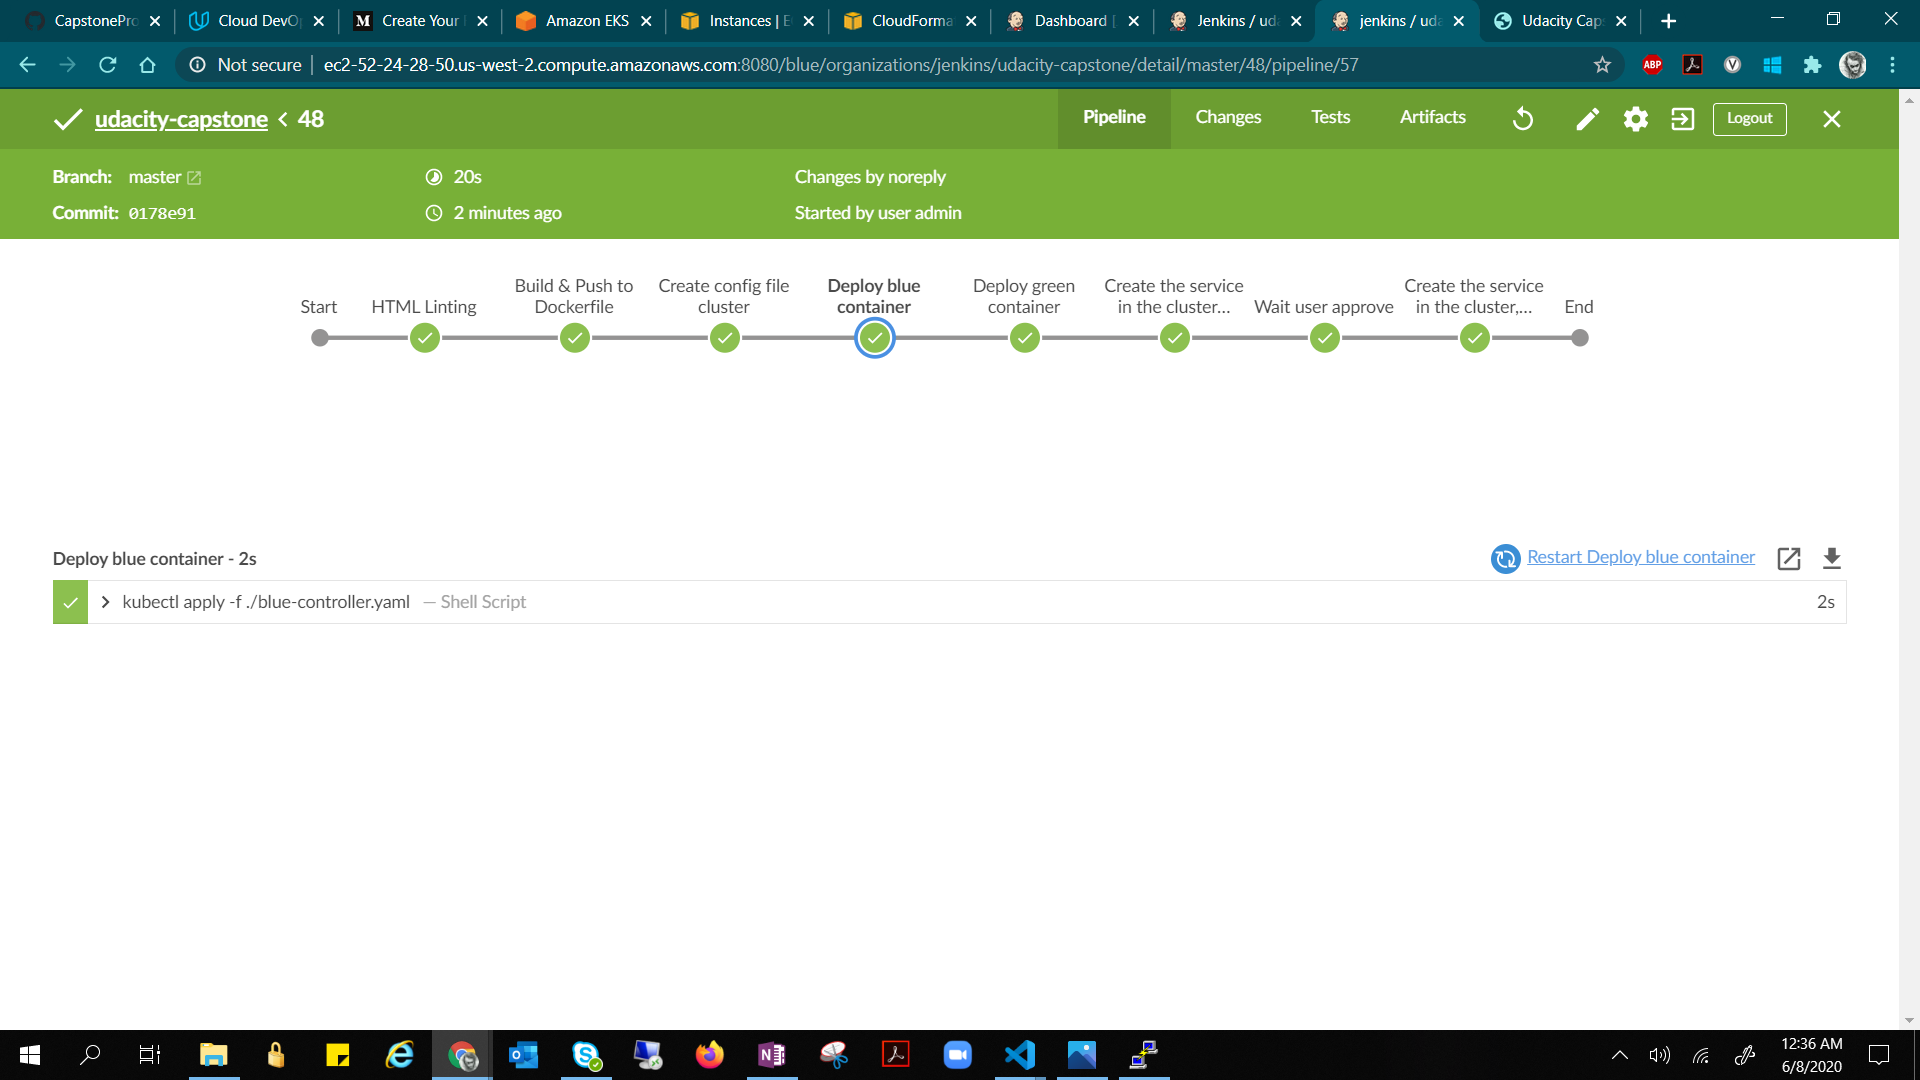 CapstonePro
Cloud DevOp
Create Your
Amazon EKS
Instances | E
CloudForma
Dashboard [
Jenkins / uda
jenkins / uda
Udacity Cap
Not secure
ec2-52-24-28-50.us-west-2.compute.amazonaws.com:8080/blue/organizations/jenkins/udacity-capstone/detail/master/48/pipeline/57
ABP
udacity-capstone < 48
Pipeline
Changes
Tests
Artifacts
Logout
Branch: master
20s
Changes by noreply
Commit: 0178e91
2 minutes ago
Started by user admin
Start
HTML Linting
Build & Push to
Dockerfile
Create config file
cluster
Deploy blue
container
Deploy green
container
Create the service
in the cluster...
Wait user approve
Create the service
in the cluster,...
End
Deploy blue container - 2s
Restart Deploy blue container
kubectl apply -f ./blue-controller.yaml — Shell Script
2s
12:36 AM
6/8/2020